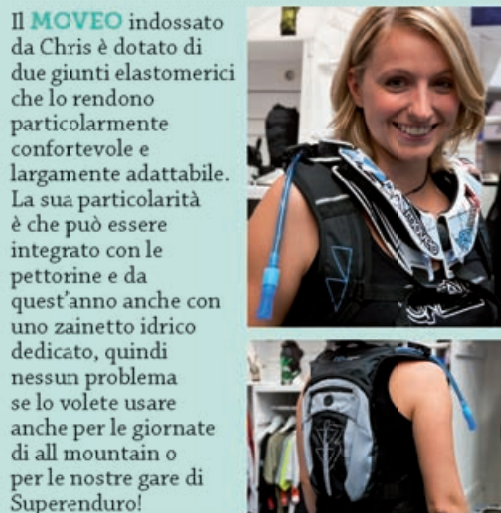 Il MOVEO indossato
da Chris è dotato di
due giunti elastomerici
che lo rendono
particolarmente
confortevole e
largamente adattabile.
La sua particolarità
è che può essere
integrato con le
pettorine e da
quest'anno anche con
uno zainetto idrico
dedicato, quindi
nessun problema
se lo volete usare
anche per le giornate
di all mountain o
per le nostre gare di
Superenduro!